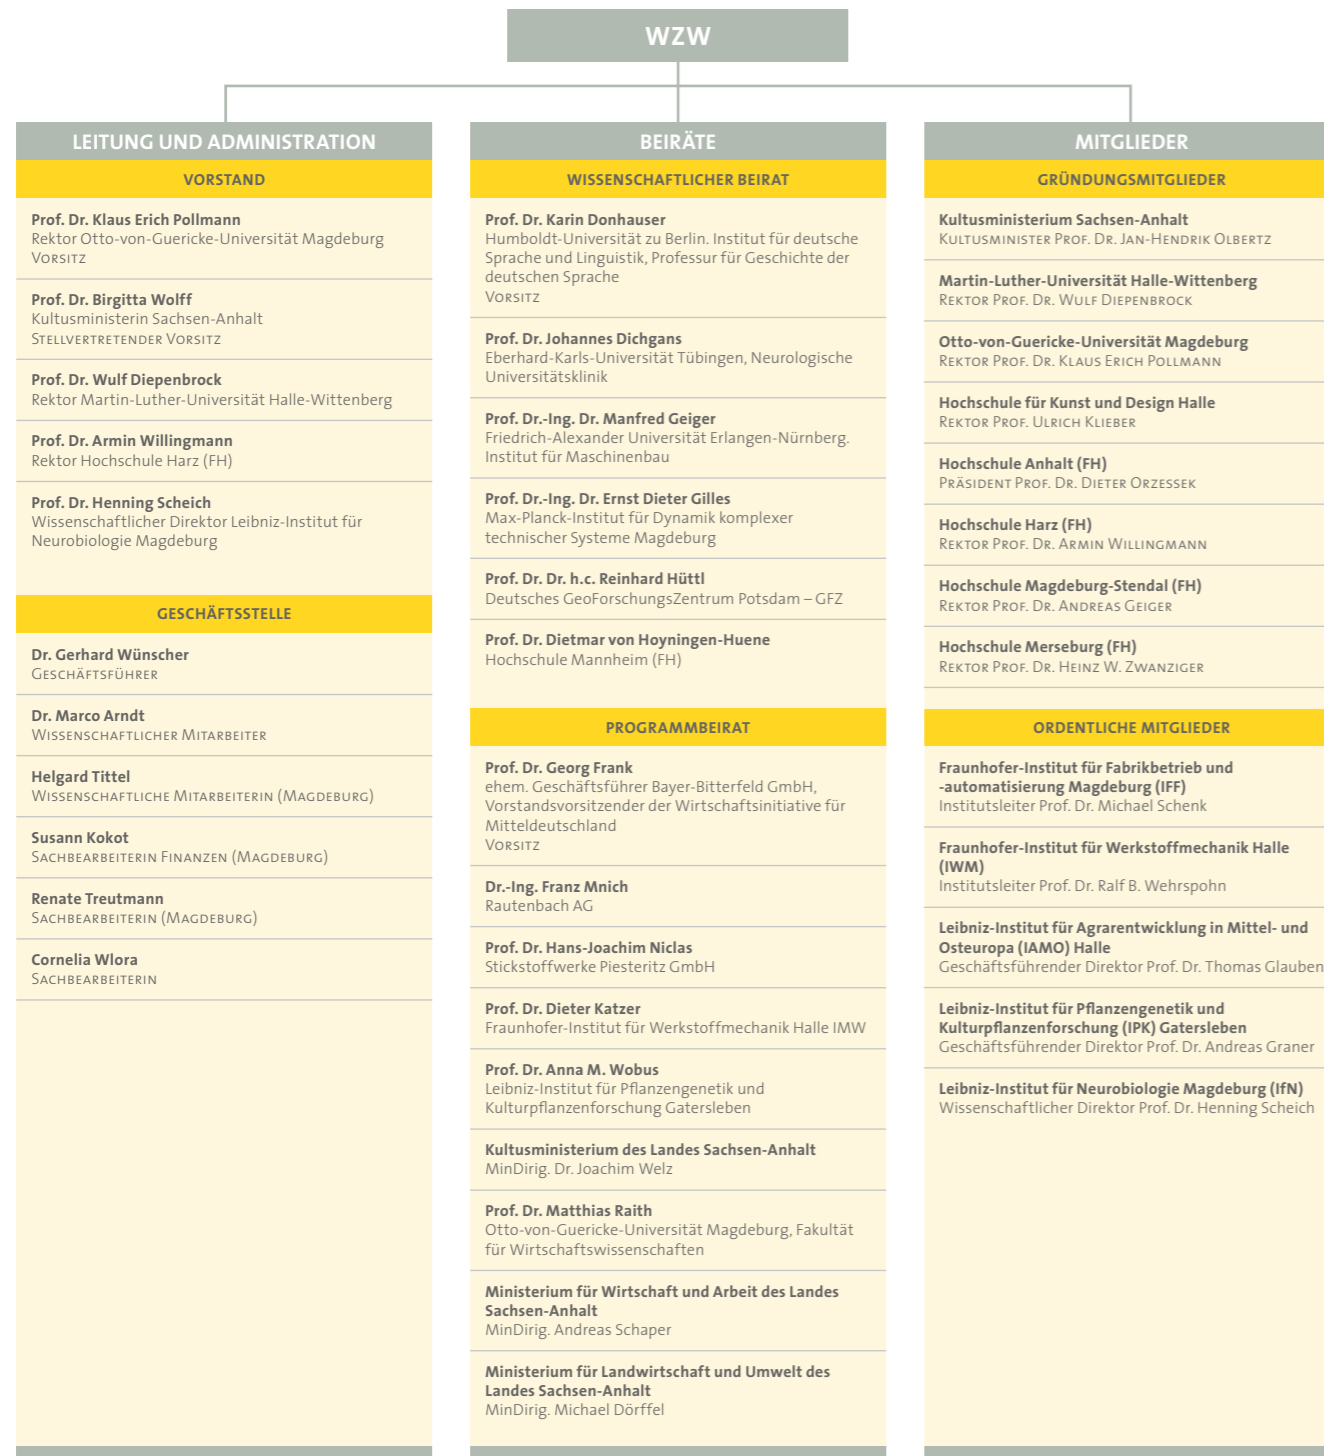 WZW
LEITUNG UND ADMINISTRATION
VORSTAND
Prof. Dr. Klaus Erich Pollmann
Rektor Otto-von-Guericke-Universität Magdeburg
Vorsitz
Prof. Dr. Birgitta Wolff
Kultusministerin Sachsen-Anhalt
Stellvertretender Vorsitz
Prof. Dr. Wulf Diepenbrock
Rektor Martin-Luther-Universität Halle-Wittenberg
Prof. Dr. Armin Willingmann
Rektor Hochschule Harz (FH)
Prof. Dr. Henning Scheich
Wissenschaftlicher Direktor Leibniz-Institut für
Neurobiologie Magdeburg
GESCHÄFTSSTELLE
Dr. Gerhard Wünscher
Geschäftsführer
Dr. Marco Arndt
Wissenschaftlicher Mitarbeiter
Helgard Tittel
Wissenschaftliche Mitarbeiterin (Magdeburg)
Susann Kokot
Sachbearbeiterin Finanzen (Magdeburg)
Renate Treutmann
Sachbearbeiterin (Magdeburg)
Cornelia Wlora
Sachbearbeiterin
BEIRÄTE
WISSENSCHAFTLICHER BEIRAT
Prof. Dr. Karin Donhauser
Humboldt-Universität zu Berlin. Institut für deutsche
Sprache und Linguistik, Professur für Geschichte der
deutschen Sprache
Vorsitz
Prof. Dr. Johannes Dichgans
Eberhard-Karls-Universität Tübingen, Neurologische
Universitätsklinik
Prof. Dr.-Ing. Dr. Manfred Geiger
Friedrich-Alexander Universität Erlangen-Nürnberg.
Institut für Maschinenbau
Prof. Dr.-Ing. Dr. Ernst Dieter Gilles
Max-Planck-Institut für Dynamik komplexer
technischer Systeme Magdeburg
Prof. Dr. Dr. h.c. Reinhard Hüttl
Deutsches GeoForschungsZentrum Potsdam – GFZ
Prof. Dr. Dietmar von Hoyningen-Huene
Hochschule Mannheim (FH)
PROGRAMMBEIRAT
Prof. Dr. Georg Frank
ehem. Geschäftsführer Bayer-Bitterfeld GmbH,
Vorstandsvorsitzender der Wirtschaftsinitiative für
Mitteldeutschland
Vorsitz
Dr.-Ing. Franz Mnich
Rautenbach AG
Prof. Dr. Hans-Joachim Niclas
Stickstoffwerke Piesteritz GmbH
Prof. Dr. Dieter Katzer
Fraunhofer-Institut für Werkstoffmechanik Halle IMW
Prof. Dr. Anna M. Wobus
Leibniz-Institut für Pflanzengenetik und
Kulturpflanzenforschung Gatersleben
Kultusministerium des Landes Sachsen-Anhalt
MinDirig. Dr. Joachim Welz
Prof. Dr. Matthias Raith
Otto-von-Guericke-Universität Magdeburg, Fakultät
für Wirtschaftswissenschaften
Ministerium für Wirtschaft und Arbeit des Landes
Sachsen-Anhalt
MinDirig. Andreas Schaper
Ministerium für Landwirtschaft und Umwelt des
Landes Sachsen-Anhalt
MinDirig. Michael Dörffel
MITGLIEDER
GRÜNDUNGSMITGLIEDER
Kultusministerium Sachsen-Anhalt
Kultusminister Prof. Dr. Jan-Hendrik Olbertz
Martin-Luther-Universität Halle-Wittenberg
Rektor Prof. Dr. Wulf Diepenbrock
Otto-von-Guericke-Universität Magdeburg
Rektor Prof. Dr. Klaus Erich Pollmann
Hochschule für Kunst und Design Halle
Rektor Prof. Ulrich Klieber
Hochschule Anhalt (FH)
Präsident Prof. Dr. Dieter Orzessek
Hochschule Harz (FH)
Rektor Prof. Dr. Armin Willingmann
Hochschule Magdeburg-Stendal (FH)
Rektor Prof. Dr. Andreas Geiger
Hochschule Merseburg (FH)
Rektor Prof. Dr. Heinz W. Zwanziger
ORDENTLICHE MITGLIEDER
Fraunhofer-Institut für Fabrikbetrieb und
-automatisierung Magdeburg (IFF)
Institutsleiter Prof. Dr. Michael Schenk
Fraunhofer-Institut für Werkstoffmechanik Halle
(IWM)
Institutsleiter Prof. Dr. Ralf B. Wehrspohn
Leibniz-Institut für Agrarentwicklung in Mittel- und
Osteuropa (IAMO) Halle
Geschäftsführender Direktor Prof. Dr. Thomas Glauben
Leibniz-Institut für Pflanzengenetik und
Kulturpflanzenforschung (IPK) Gatersleben
Geschäftsführender Direktor Prof. Dr. Andreas Graner
Leibniz-Institut für Neurobiologie Magdeburg (IfN)
Wissenschaftlicher Direktor Prof. Dr. Henning Scheich